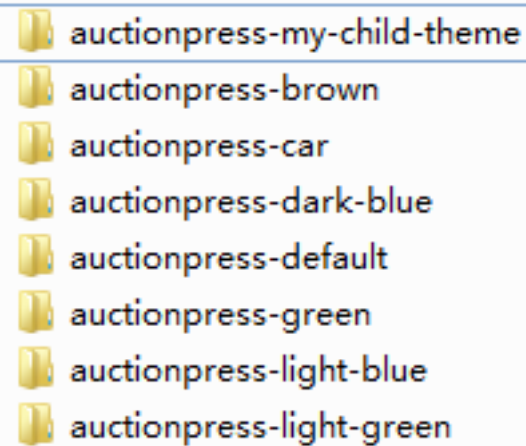 auctionpress-my-child-theme
auctionpress-brown
auctionpress-car
auctionpress-dark-blue
auctionpress-default
auctionpress-green
auctionpress-light-blue
auctionpress-light-green